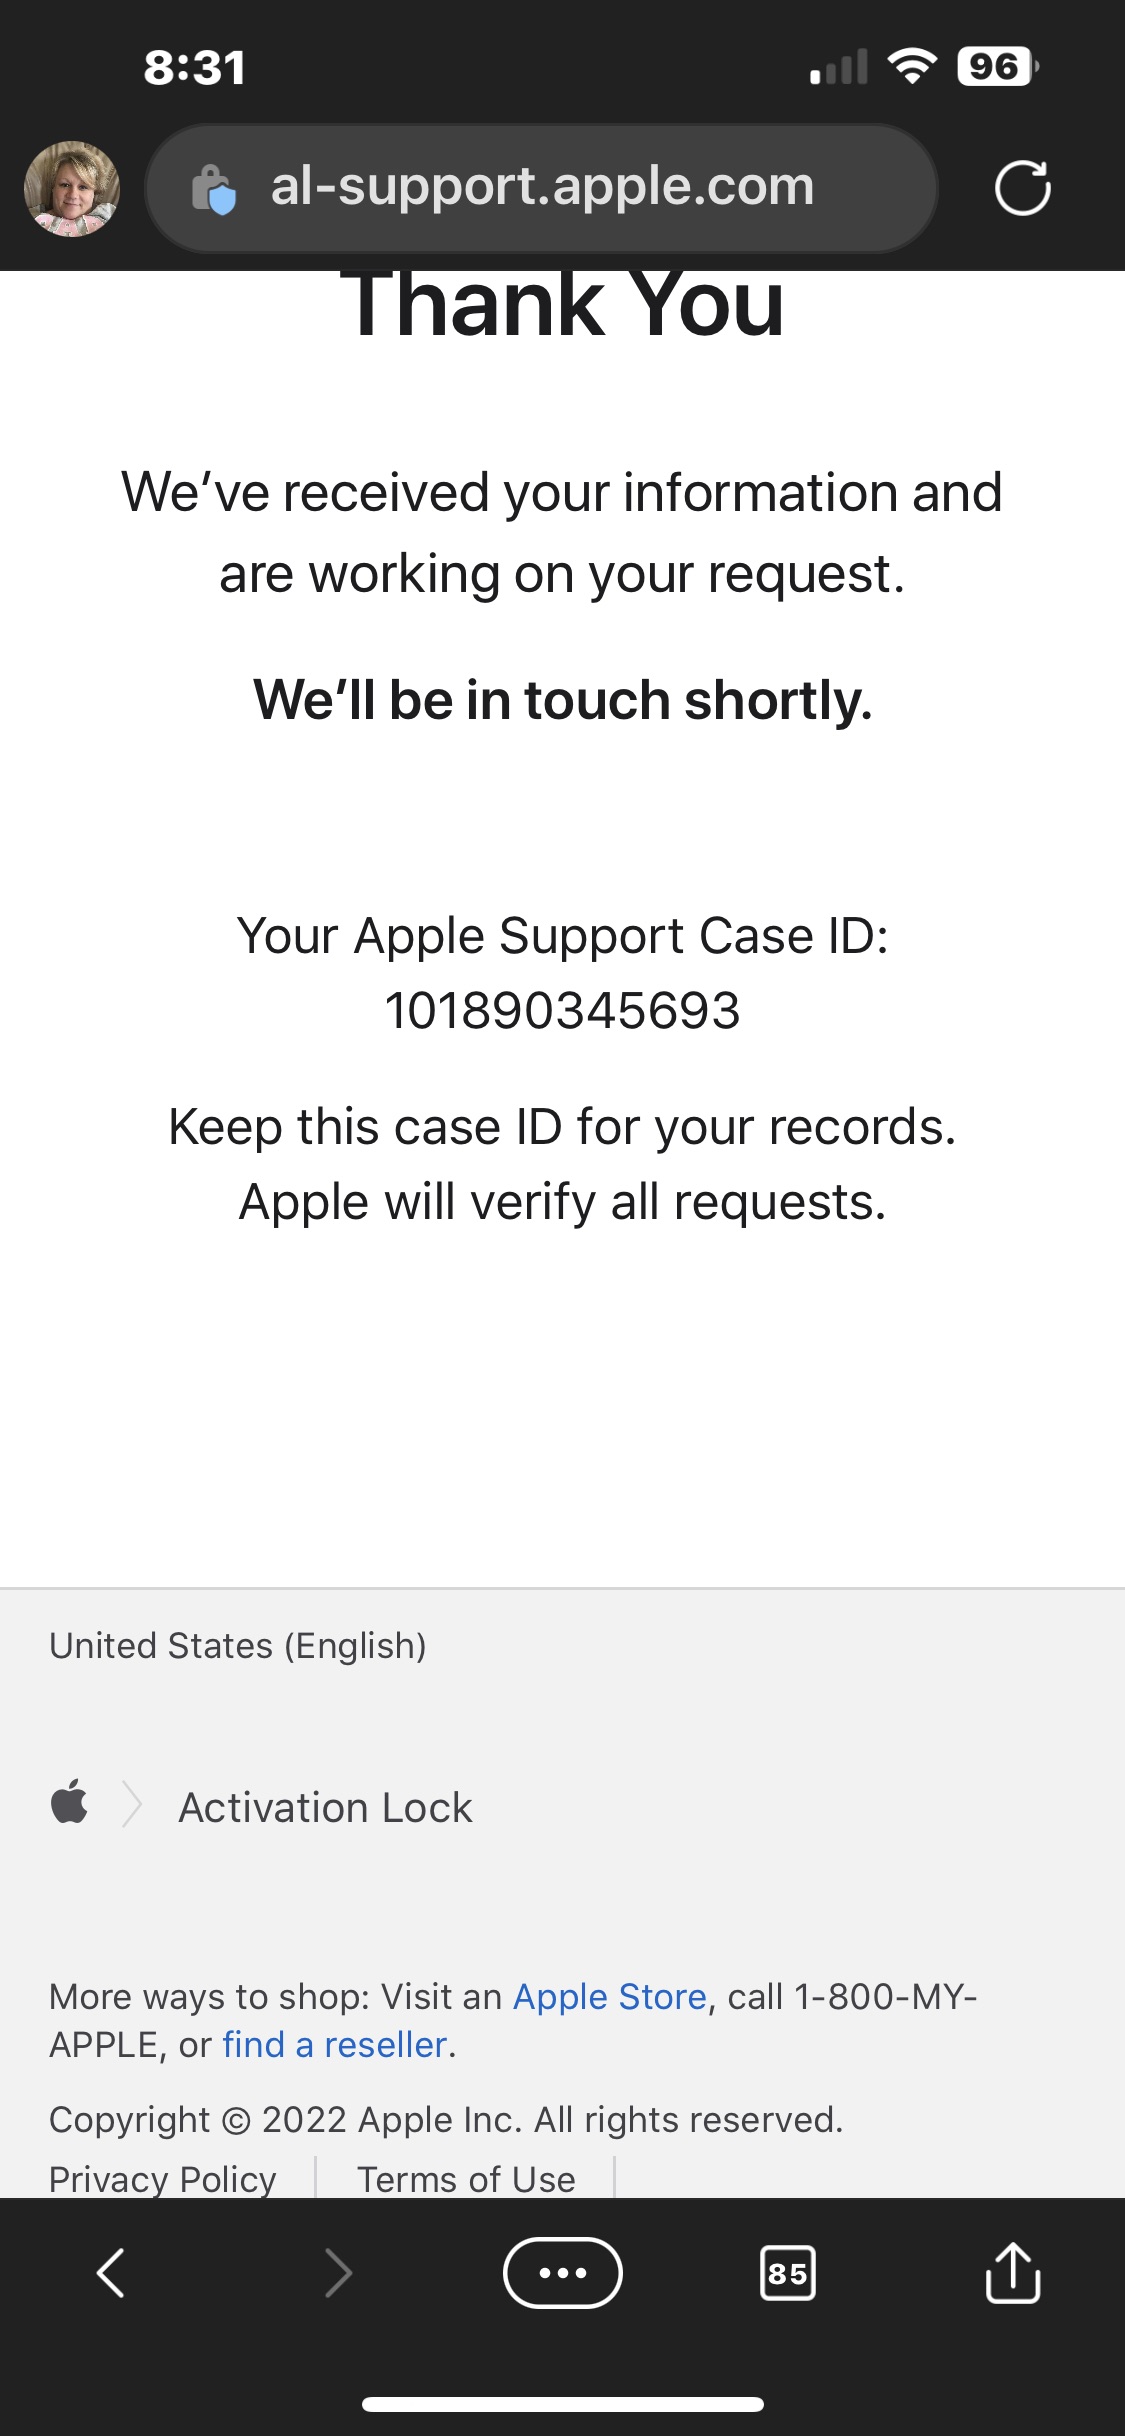 8:31
96
al-support.apple.com
Thank You
We’ve received your information and
are working on your request.
We’ll be in touch shortly.
Your Apple Support Case ID:
101890345693
Keep this case ID for your records.
Apple will verify all requests.
United States (English)
Activation Lock
More ways to shop: Visit an Apple Store, call 1-800-MY-
APPLE, or find a reseller.
Copyright © 2022 Apple Inc. All rights reserved.
Privacy Policy Terms of Use
85